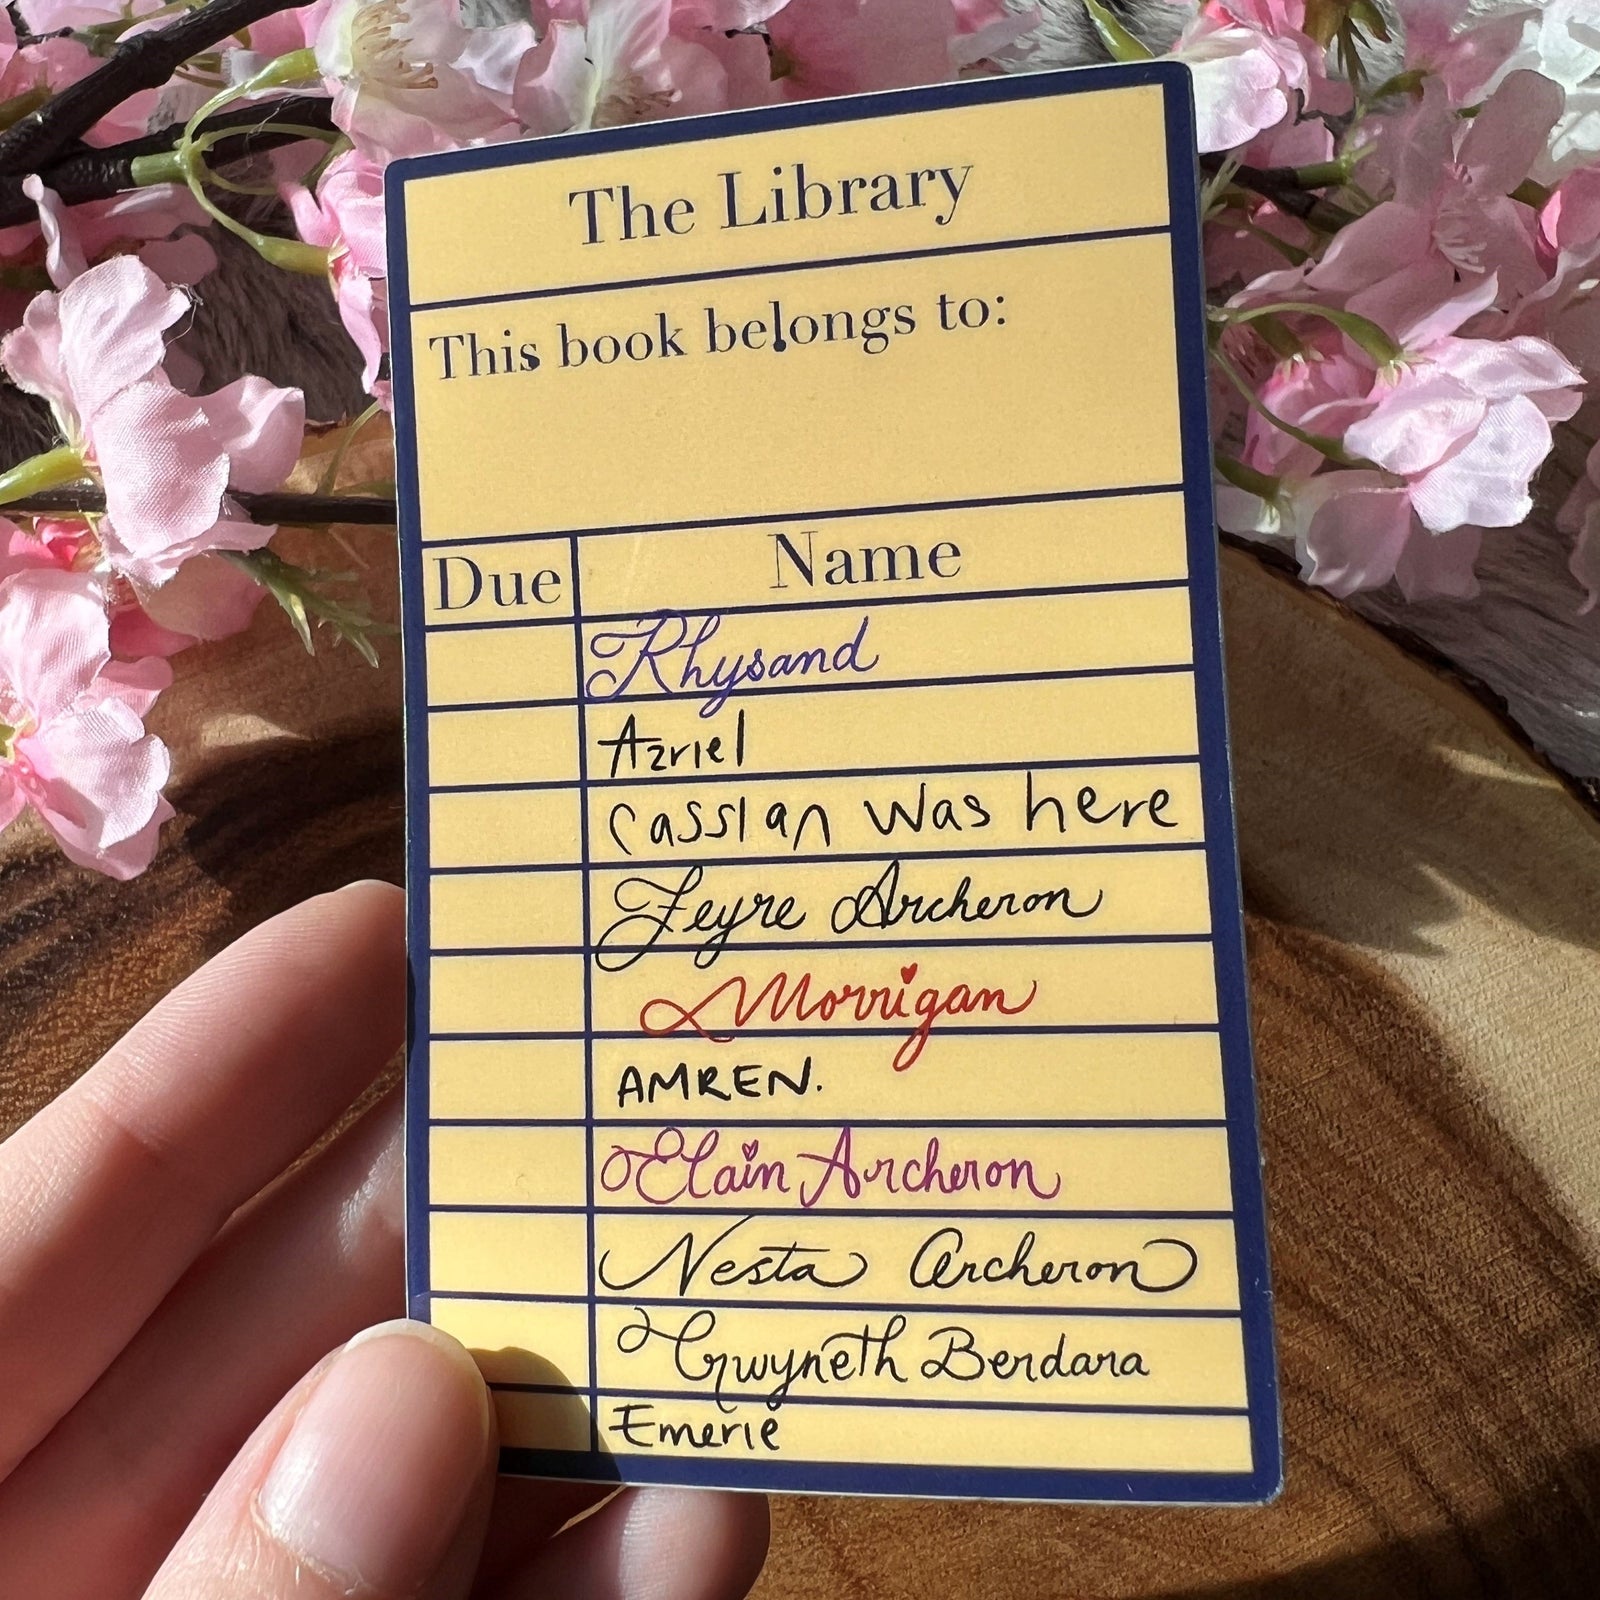 The Library
This book belongs to:
Due Name
Rhysand
Azriel
Cassian was here
Feyre Archeron
Morrigan
AMREN.
Elain Archeron
Nesta Archeron
Gwyneth Berdara
Emerie